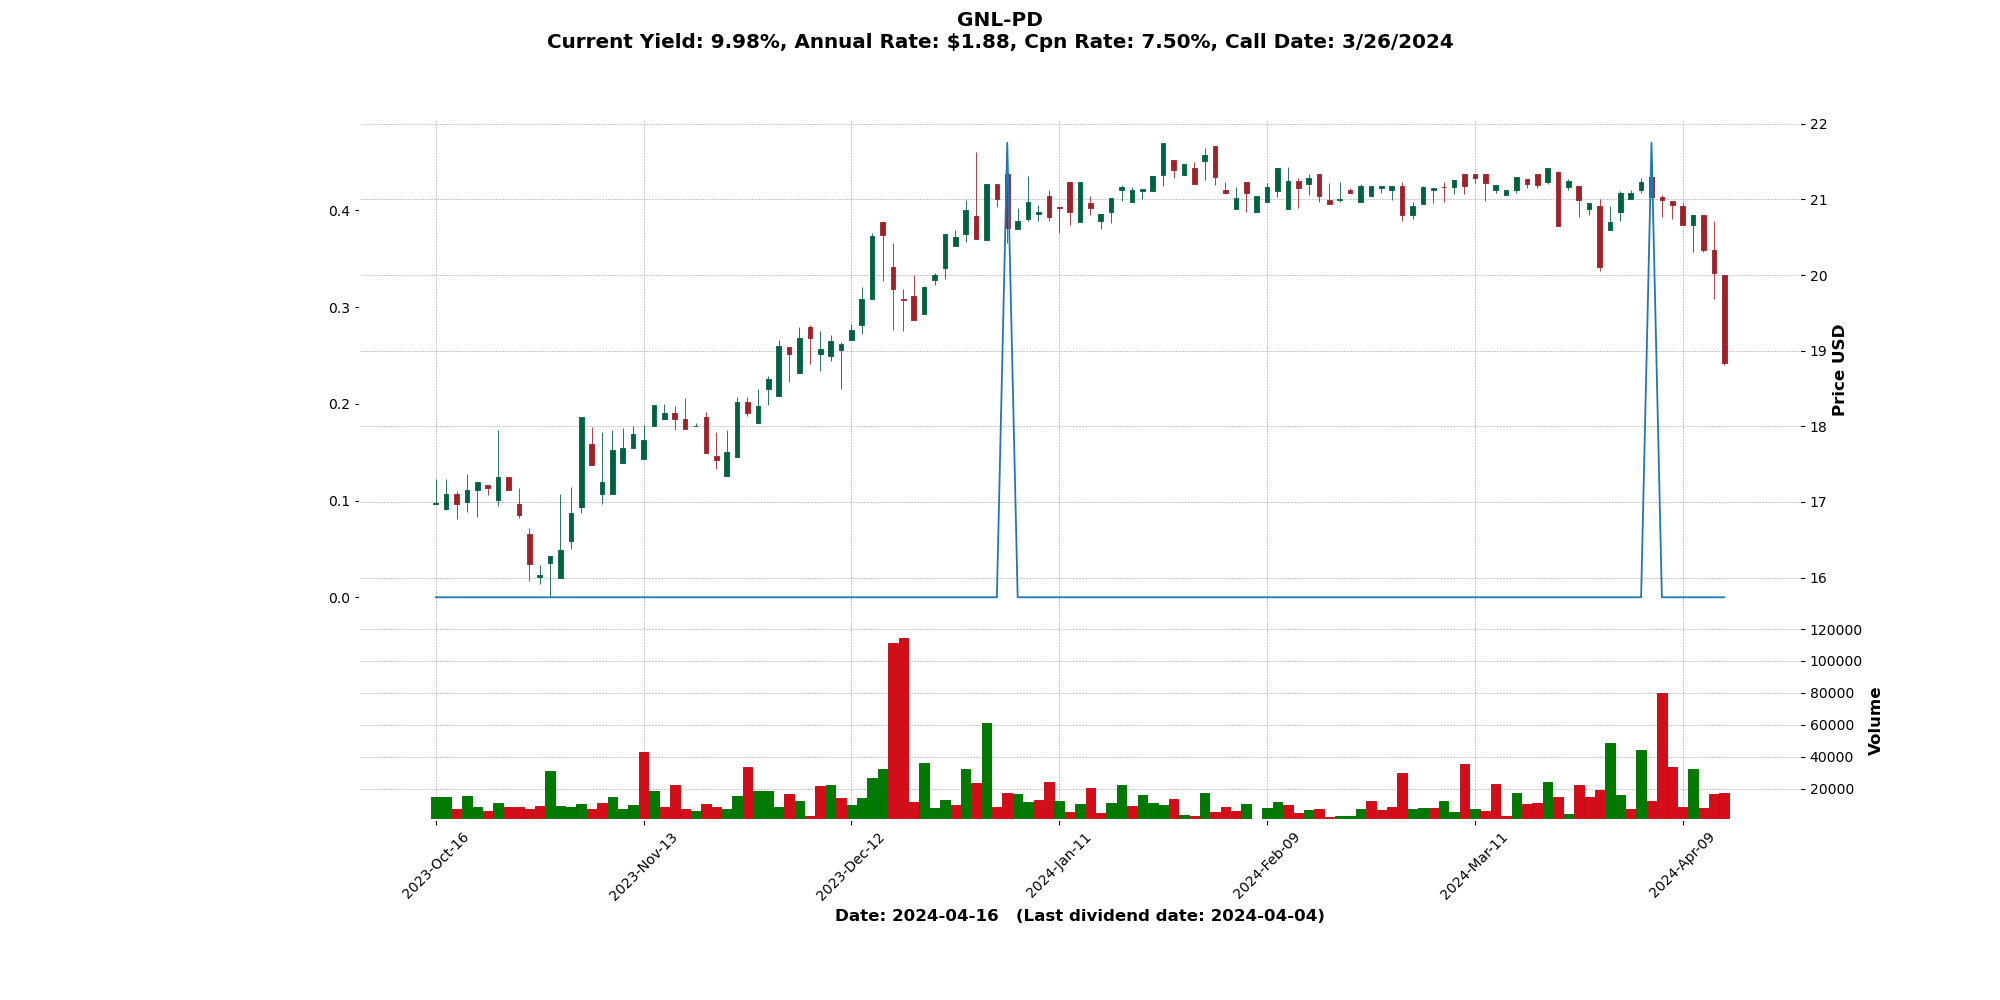 GNL-PD
Current Yield: 9.98%, Annual Rate: $1.88, Cpn Rate: 7.50%, Call Date: 3/26/2024
0.4
0.3
0.2
0.1
0.0
22
21
20
19
18
17
16
Price USD
120000
100000
80000
60000
40000
20000
Volume
2023-Oct-16
2023-Nov-13
2023-Dec-12
2024-Jan-11
2024-Feb-09
2024-Mar-11
2024-Apr-09
Date: 2024-04-16 (Last dividend date: 2024-04-04)